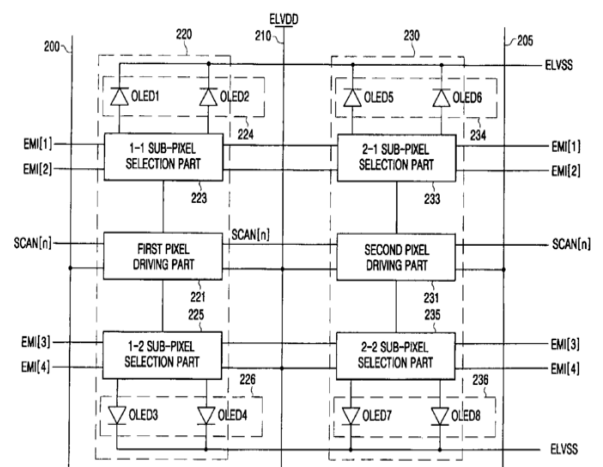 ELVDD
200
220
210
230
205
ELVSS
OLED1
OLED2
OLED5
OLED6
224
234
EMI[1]
1-1 SUB-PIXEL
SELECTION PART
2-1 SUB-PIXEL
SELECTION PART
EMI[1]
EMI[2]
EMI[2]
223
233
SCAN[n]
FIRST PIXEL
DRIVING PART
SCAN[n]
SECOND PIXEL
DRIVING PART
SCAN[n]
221
231
225
235
EMI[3]
1-2 SUB-PIXEL
SELECTION PART
2-2 SUB-PIXEL
SELECTION PART
EMI[3]
EMI[4]
EMI[4]
226
236
OLED3
OLED4
OLED7
OLED8
ELVSS